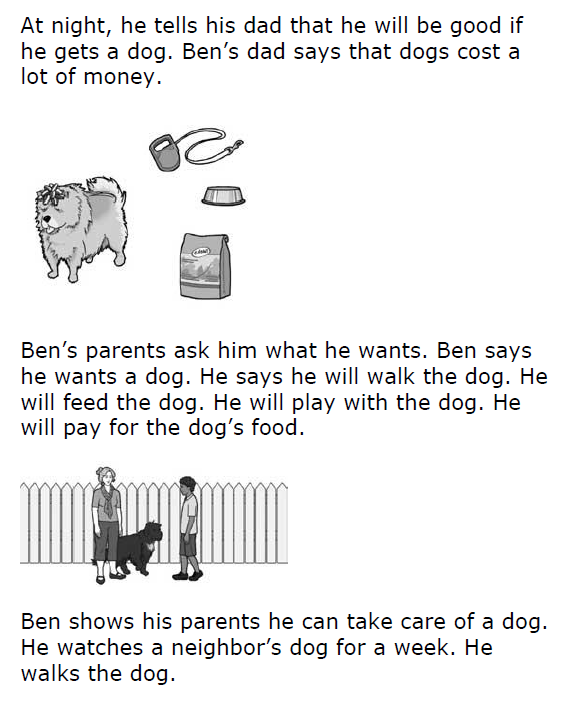 At night, he tells his dad that he will be good if
he gets a dog. Ben’s dad says that dogs cost a
lot of money.
Ben’s parents ask him what he wants. Ben says
he wants a dog. He says he will walk the dog. He
will feed the dog. He will play with the dog. He
will pay for the dog’s food.
Ben shows his parents he can take care of a dog.
He watches a neighbor’s dog for a week. He
walks the dog.